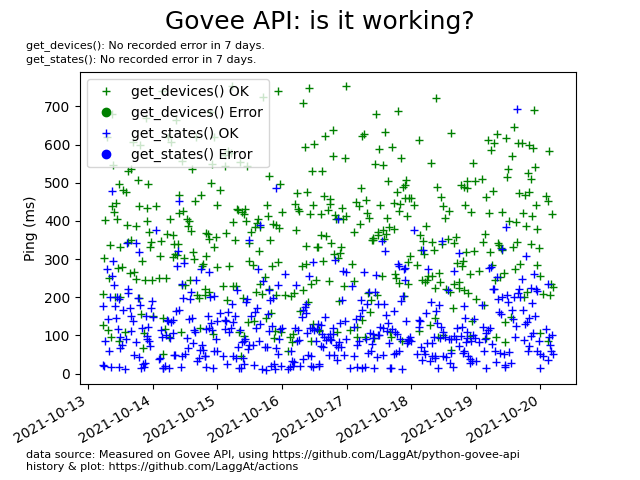 Govee API: is it working?
get_devices(): No recorded error in 7 days.
get_states(): No recorded error in 7 days.
get_devices() OK
get_devices() Error
get_states() OK
get_states() Error
Ping (ms)
700
600
500
400
300
200
100
0
2021-10-13
2021-10-14
2021-10-15
2021-10-16
2021-10-17
2021-10-18
2021-10-19
2021-10-20
data source: Measured on Govee API, using https://github.com/LaggAt/python-govee-api
history & plot: https://github.com/LaggAt/actions